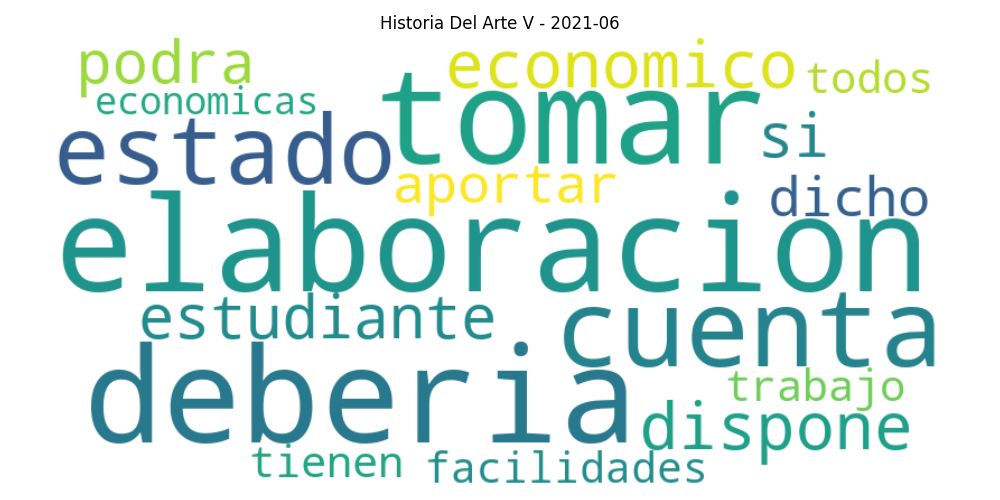 Historia Del Arte V - 2021-06
podra economico todos
economicas tomar si
estado aportar dicho
elaboracion
estudiante cuenta
deberia trabajo
dispone
tienen facilidades